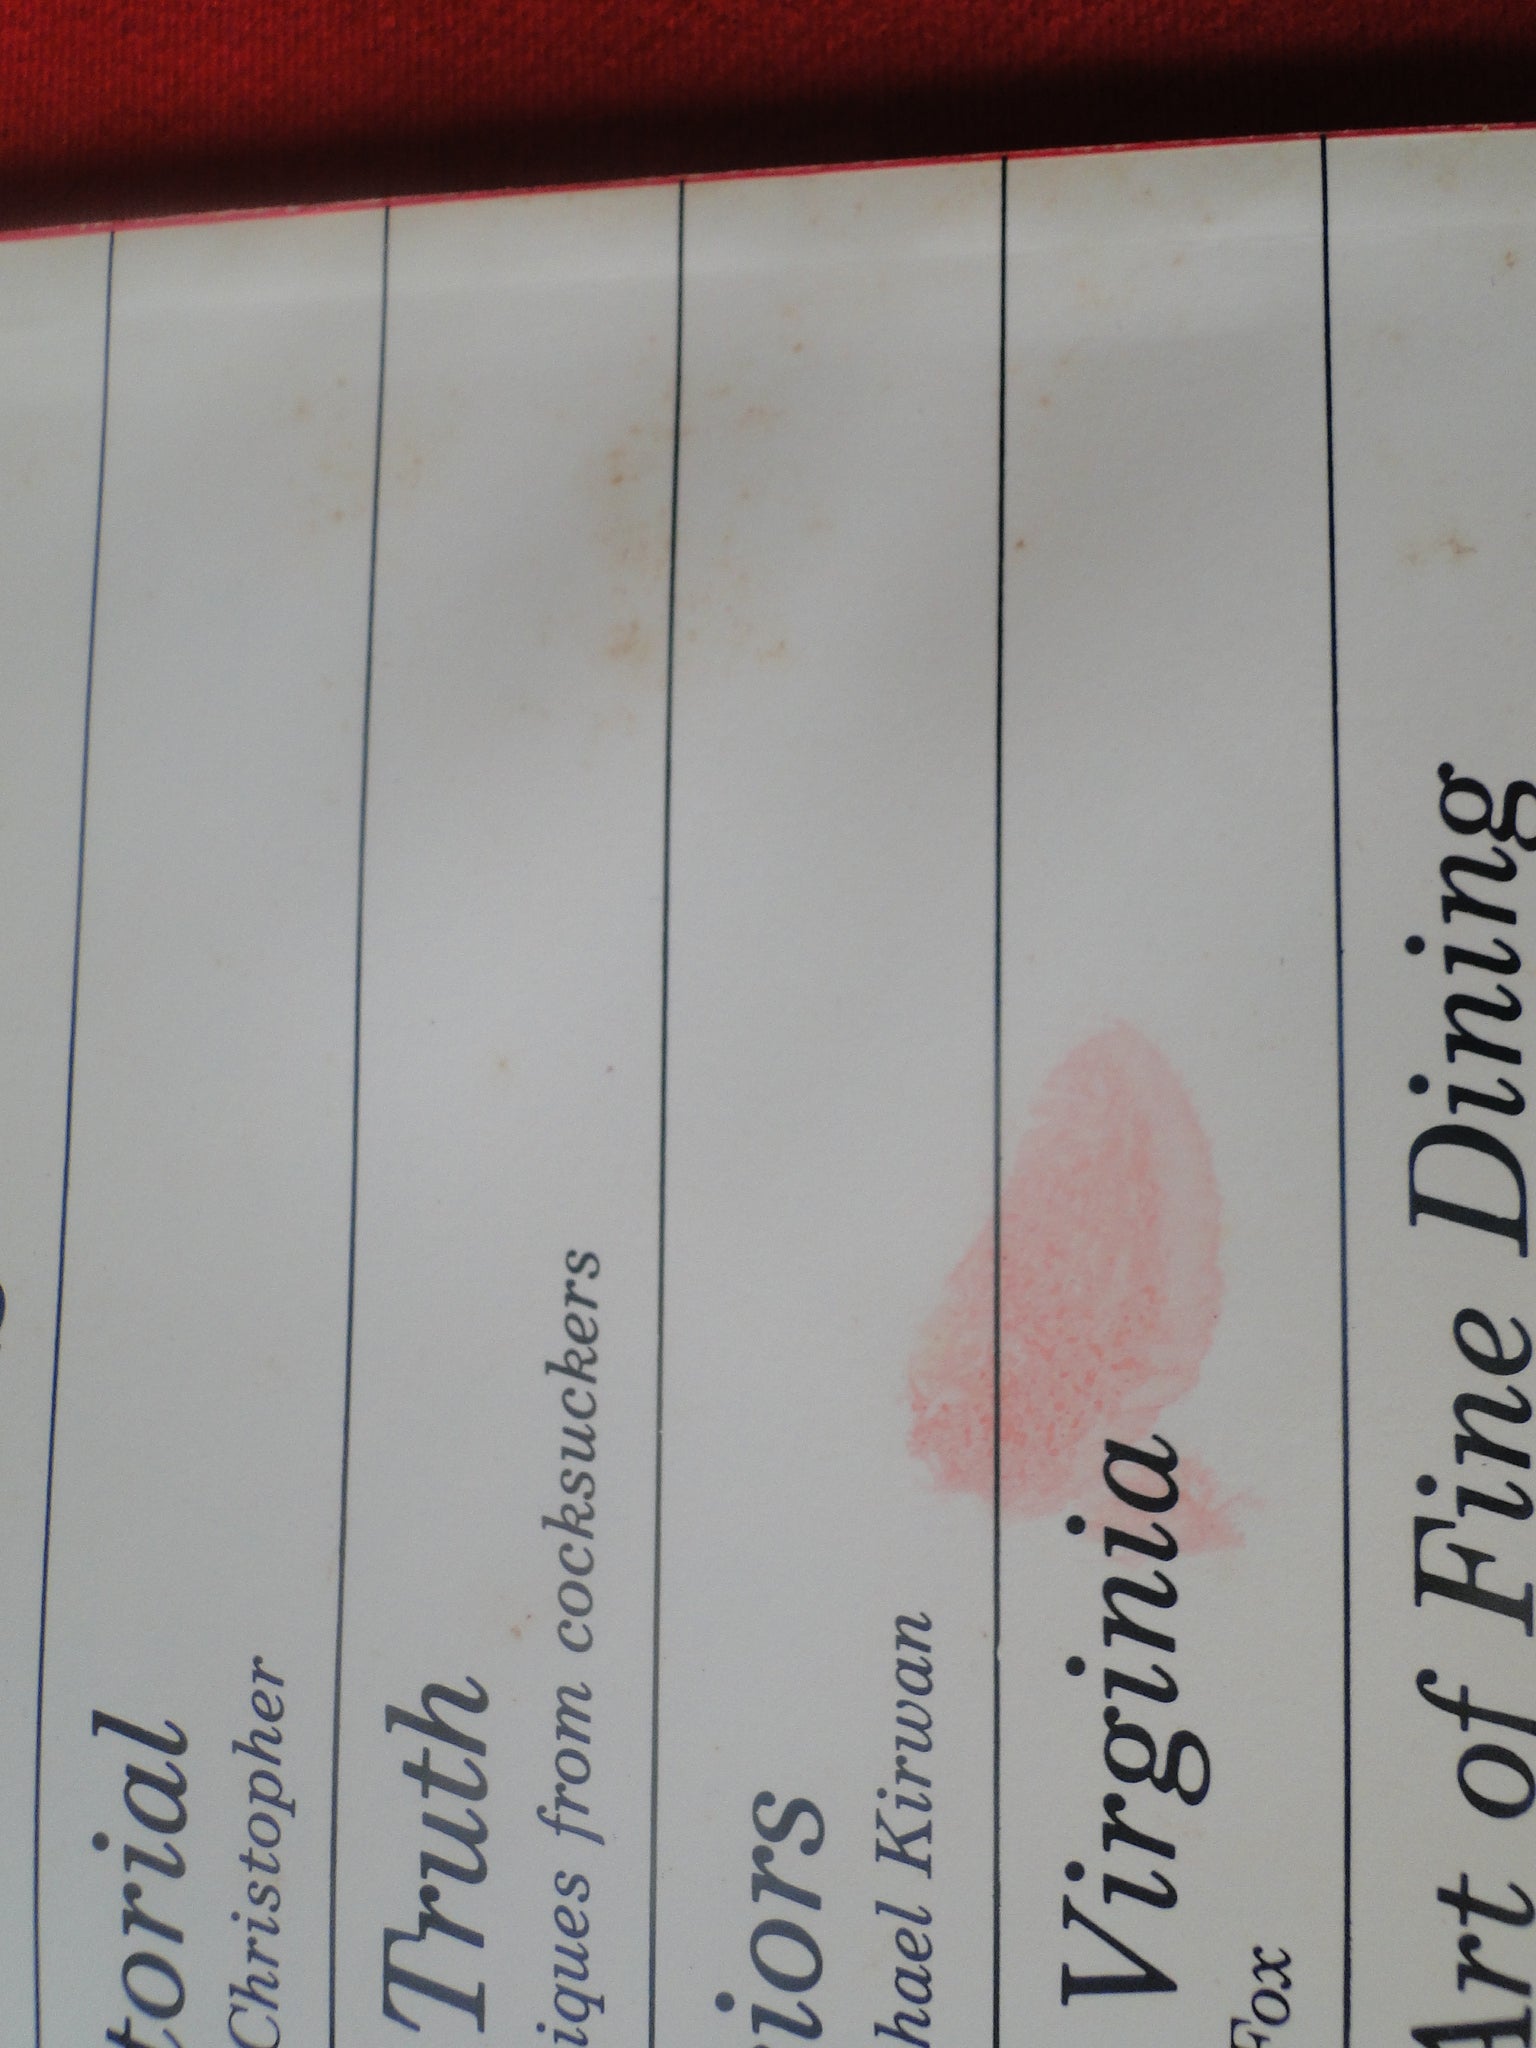 torial
Christopher
Truth
iques from cocksuckers
iors
hael Kirwan
Virginia
Fox
Art of Fine Dining